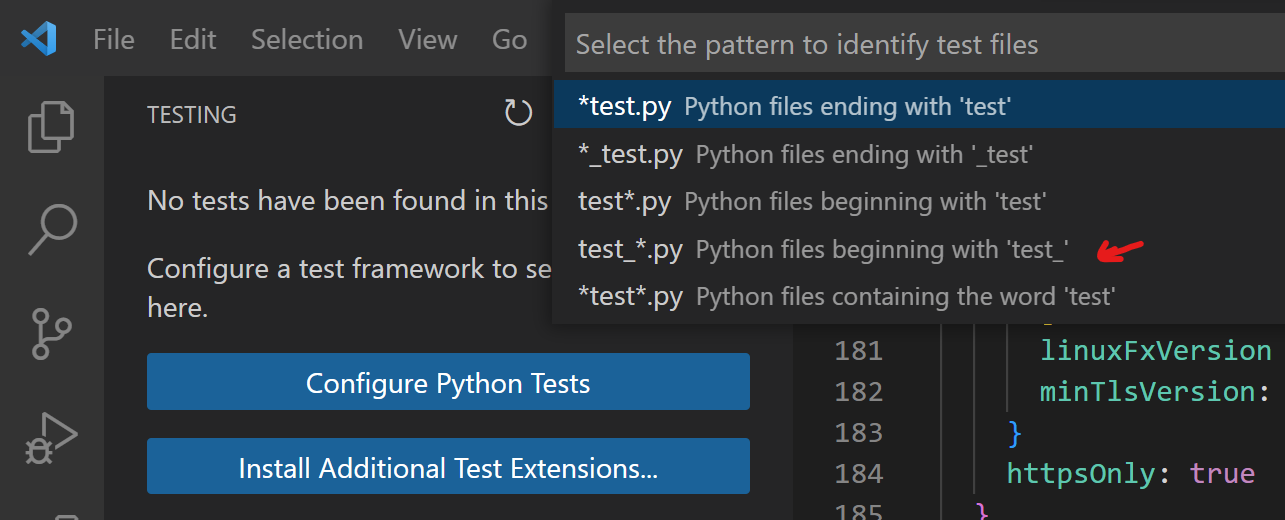 File Edit Selection View Go
Select the pattern to identify test files
*test.py Python files ending with 'test'
*_test.py Python files ending with '_test'
test*.py Python files beginning with 'test'
test_*.py Python files beginning with 'test_'
*test*.py Python files containing the word 'test'
TESTING
No tests have been found in this
Configure a test framework to se
here.
Configure Python Tests
Install Additional Test Extensions...
181 linuxFxVersion
182 minTlsVersion:
183 }
184 httpsOnly: true
185 }